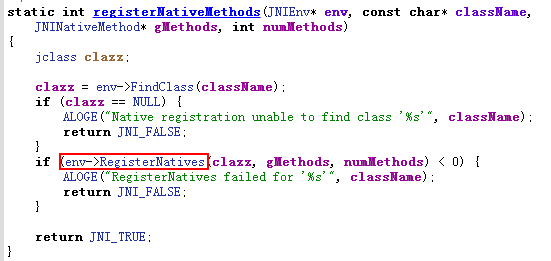 static int registerNativeMethods(JNIEnv* env, const char* className,
    JNINativeMethod* gMethods, int numMethods)
{
    jclass clazz;

    clazz = env->FindClass(className);
    if (clazz == NULL) {
        ALOGE("Native registration unable to find class '%s'", className);
        return JNI_FALSE;
    }
    if (env->RegisterNatives(clazz, gMethods, numMethods) < 0) {
        ALOGE("RegisterNatives failed for '%s'", className);
        return JNI_FALSE;
    }

    return JNI_TRUE;
}